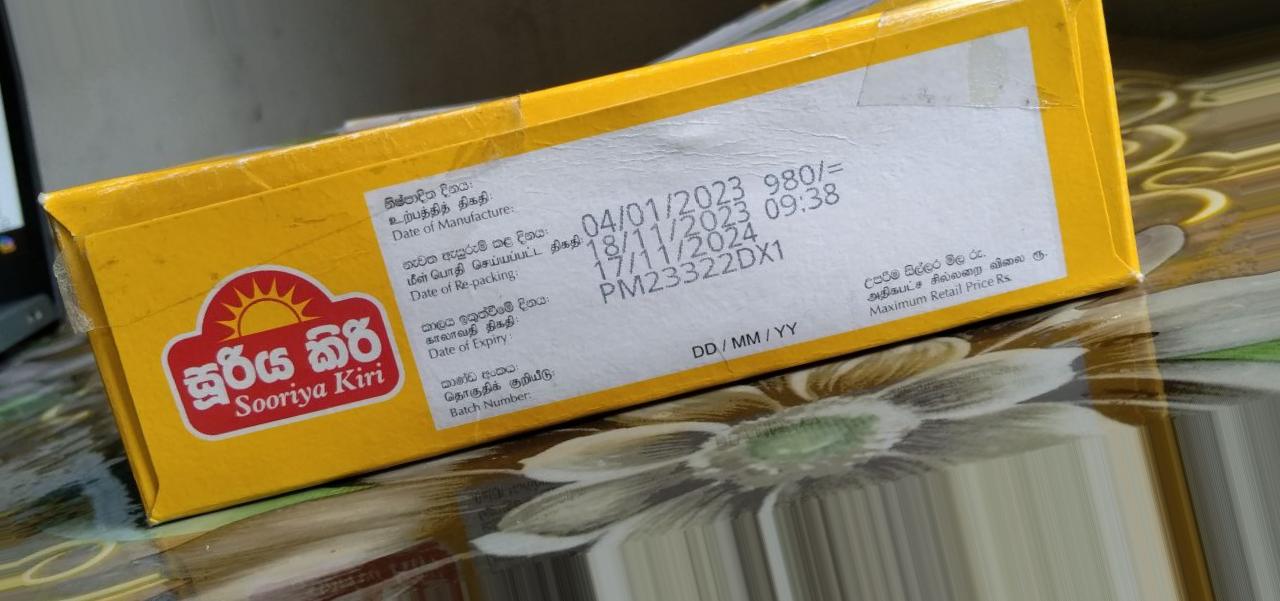 සූරිය කිරි
Sooriya Kiri
නිෂ්පාදිත දිනය:
உற்பத்தித் திகதி:
Date of Manufacture:
නැවත ඇසුරුම් කල දිනය:
மீள் பொதி செய்யப்பட்ட திகதி:
Date of Re-packing:
කාලය ඉකුත්වීමේ දිනය:
காலாவதி திகதி:
Date of Expiry:
කාණ්ඩ අංකය:
தொகுதிக் குறியீடு:
Batch Number:
04/01/2023 980/=
18/11/2023 09:38
17/11/2024
PM23322DX1
DD / MM / YY
උපරිම සිල්ලර මිල රු.
அதிகபட்ச சில்லறை விலை ரூ.
Maximum Retail Price Rs.